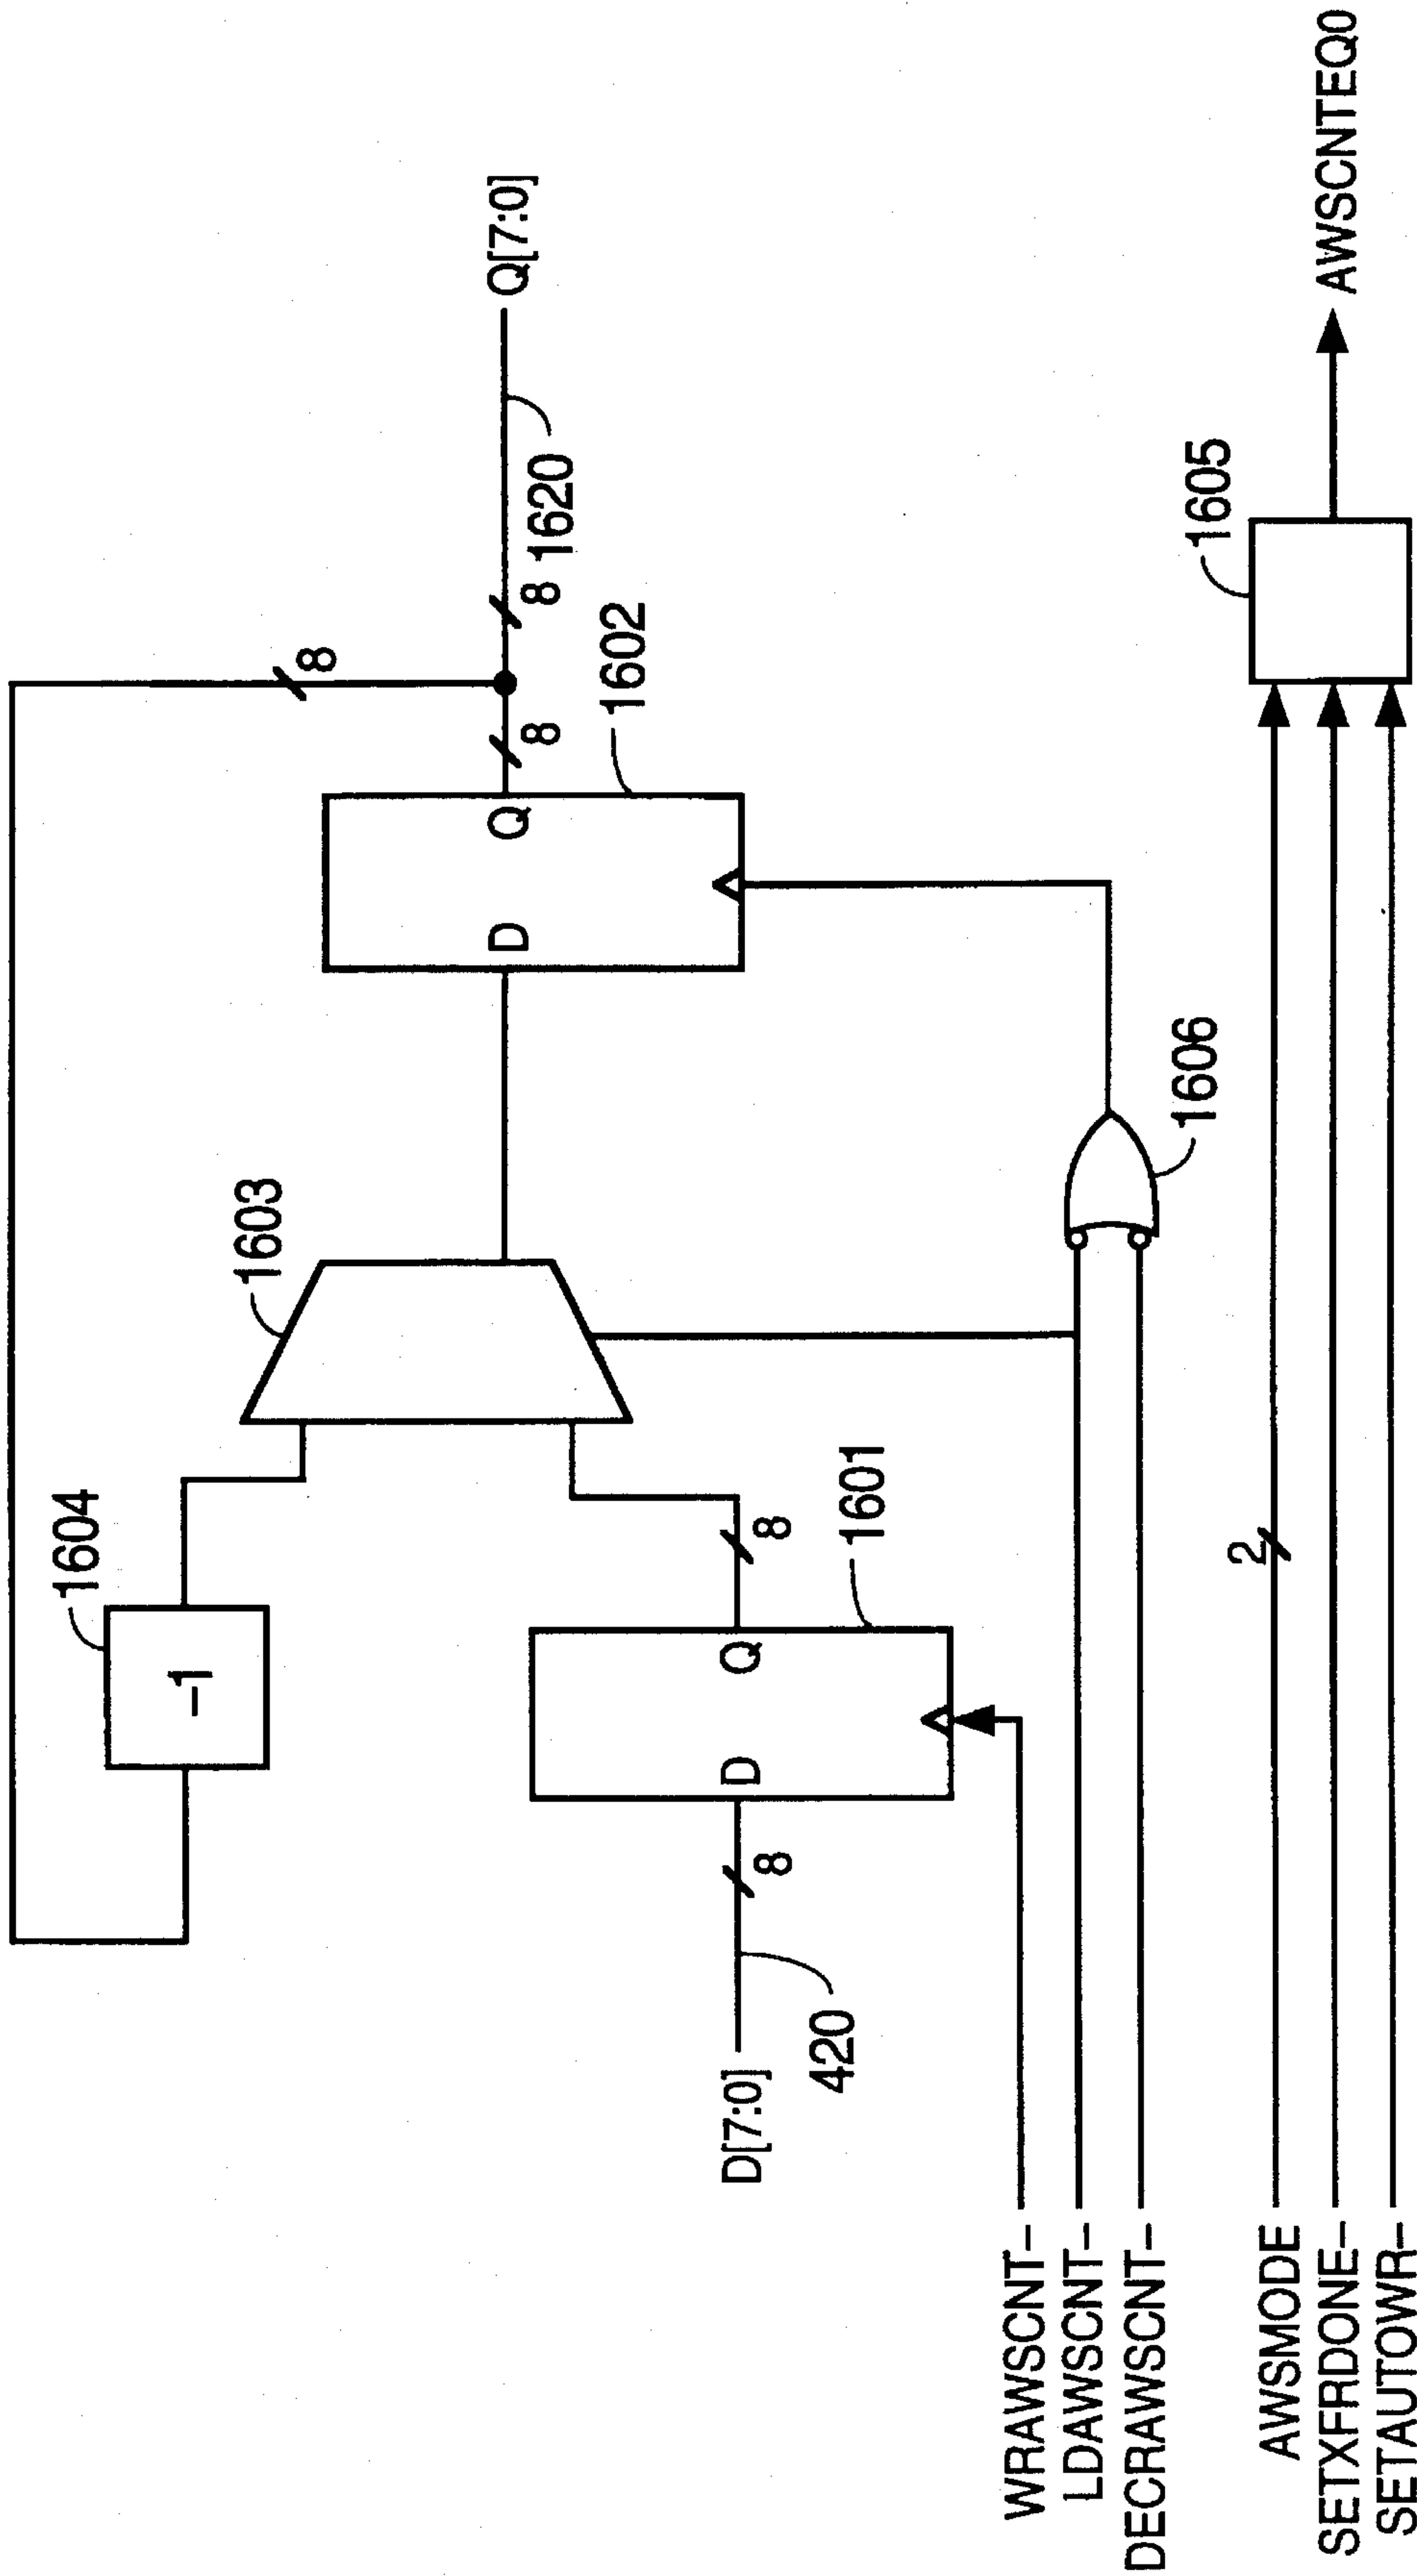 1604
-1
1603
8
Q[7:0]
D
Q
8
8
1620
1602
D[7:0]
8
420
D
Q
8
1601
WRAWSCNT-
LDAWSCNT-
DECRAWSCNT-
1606
AWSMODE
2
SETXFRDONE-
SETAUTOWR-
1605
AWSCNTEQ0